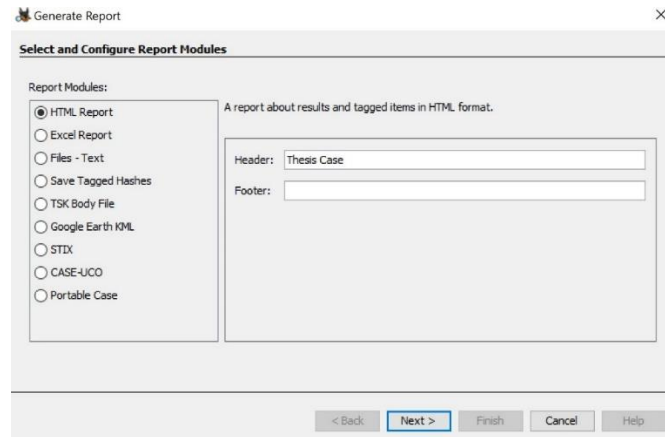 Generate Report
Select and Configure Report Modules
Report Modules:
HTML Report
Excel Report
Files - Text
Save Tagged Hashes
TSK Body File
Google Earth KML
STIX
CASE-UCO
Portable Case
A report about results and tagged items in HTML format.
Header: Thesis Case
Footer:
< Back Next > Finish Cancel Help